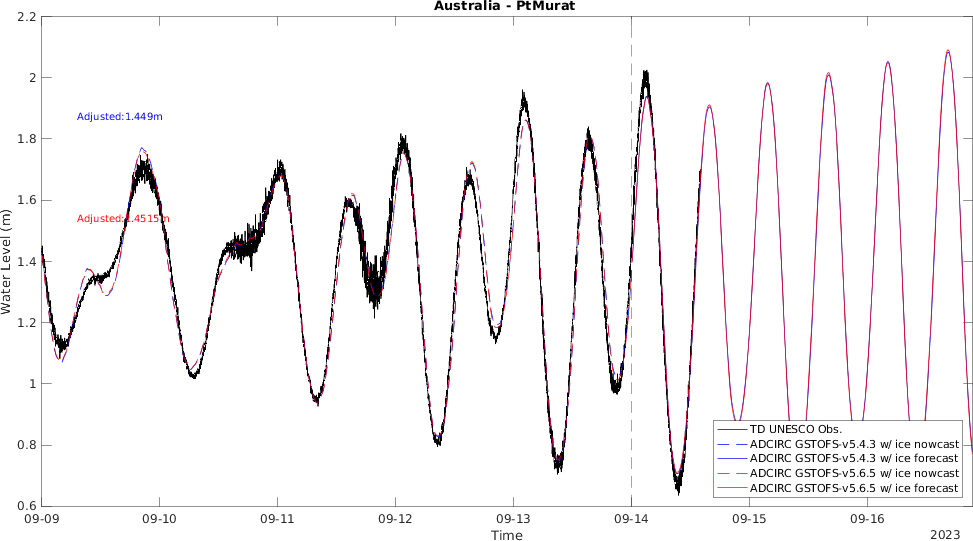 Australia - PtMurat
2.2
2
1.8
1.6
1.4
1.2
1
0.8
0.6
Water Level (m)
Adjusted:1.449m
Adjusted:1.4515m
TD UNESCO Obs.
ADCIRC GSTOFS-v5.4.3 w/ ice nowcast
ADCIRC GSTOFS-v5.4.3 w/ ice forecast
ADCIRC GSTOFS-v5.6.5 w/ ice nowcast
ADCIRC GSTOFS-v5.6.5 w/ ice forecast
09-09 09-10 09-11 09-12 09-13 09-14 09-15 09-16
Time
2023